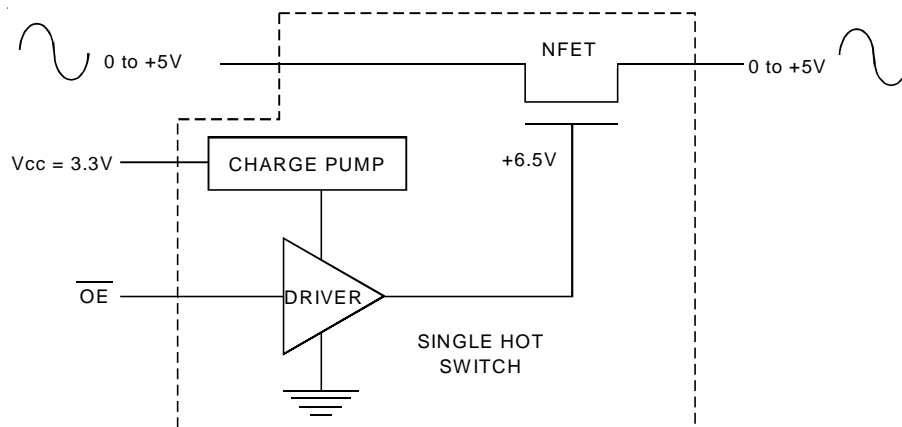 NFET
0 to +5V
0 to +5V
+6.5V
Vcc = 3.3V
CHARGE PUMP
OE
DRIVER
SINGLE HOT
SWITCH